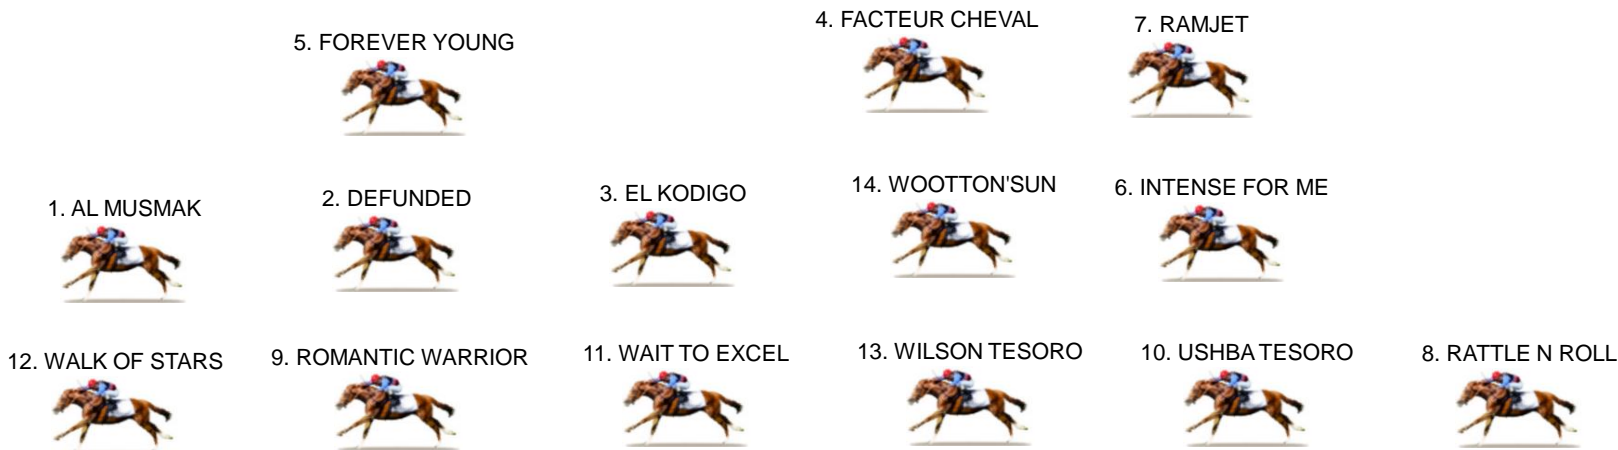 5. FOREVER YOUNG
4. FACTEUR CHEVAL
7. RAMJET
1. AL MUSMAK
2. DEFUNDED
3. EL KODIGO
14. WOOTTON'SUN
6. INTENSE FOR ME
12. WALK OF STARS
9. ROMANTIC WARRIOR
11. WAIT TO EXCEL
13. WILSON TESORO
10. USHBA TESORO
8. RATTLE N ROLL